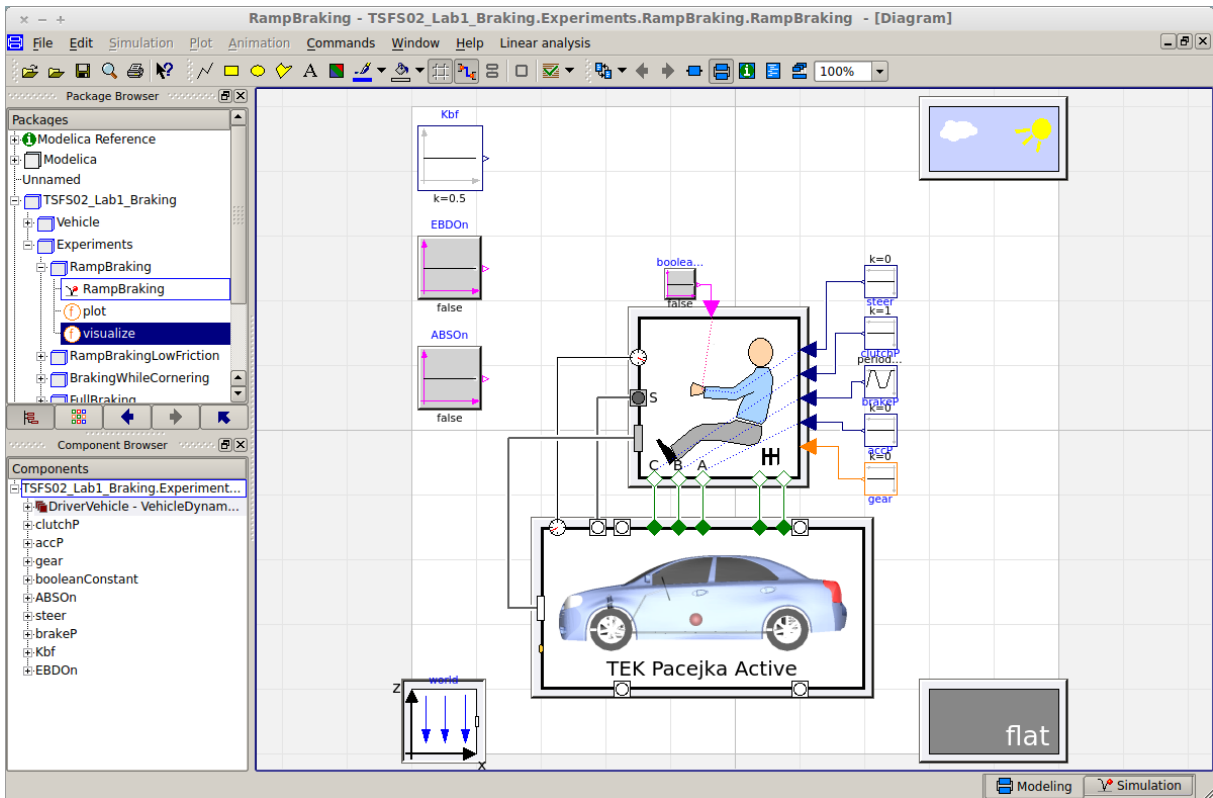 RampBraking - TSFS02_Lab1_Braking.Experiments.RampBraking.RampBraking - [Diagram]
File Edit Simulation Plot Animation Commands Window Help Linear analysis
100%
Package Browser
Packages
Modelica Reference
Modelica
Unnamed
TSFS02_Lab1_Braking
Vehicle
Experiments
RampBraking
RampBraking
plot
visualize
RampBrakingLowFriction
BrakingWhileCornering
FullBraking
Component Browser
Components
TSFS02_Lab1_Braking.Experiment...
DriverVehicle - VehicleDynam...
clutchP
accP
gear
booleanConstant
ABSOn
steer
brakeP
Kbf
EBDOn
Kbf
k=0.5
EBDOn
false
ABSOn
false
boolea...
false
k=0
steer
k=1
clutchP
period...
brakeP
k=0
accP
k=0
gear
S
C B A
TEK Pacejka Active
world
z
x
flat
Modeling Simulation